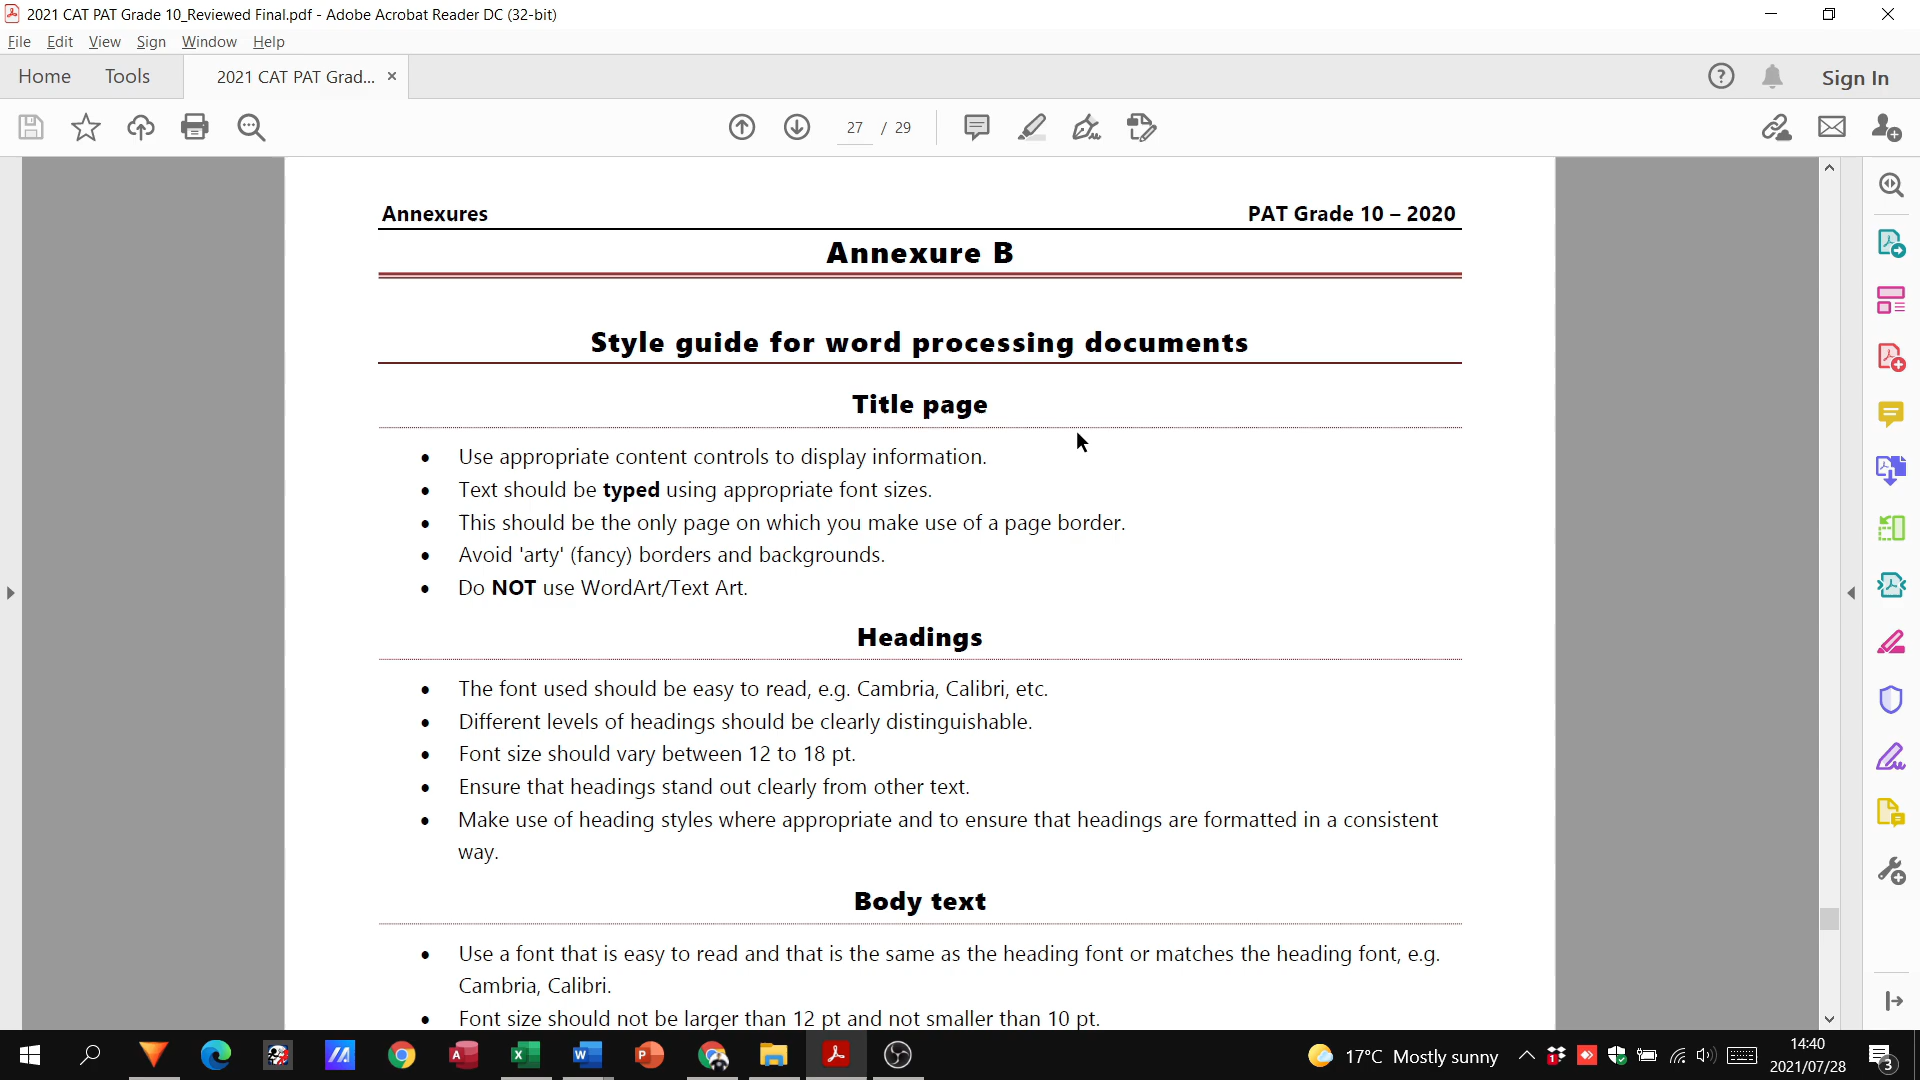 2021 CAT PAT Grade 10_Reviewed Final.pdf - Adobe Acrobat Reader DC (32-bit)
File Edit View Sign Window Help
Home Tools 2021 CAT PAT Grad... × Sign In
27 / 29
Annexures PAT Grade 10 – 2020
Annexure B
Style guide for word processing documents
Title page
• Use appropriate content controls to display information.
• Text should be typed using appropriate font sizes.
• This should be the only page on which you make use of a page border.
• Avoid 'arty' (fancy) borders and backgrounds.
• Do NOT use WordArt/Text Art.
Headings
• The font used should be easy to read, e.g. Cambria, Calibri, etc.
• Different levels of headings should be clearly distinguishable.
• Font size should vary between 12 to 18 pt.
• Ensure that headings stand out clearly from other text.
• Make use of heading styles where appropriate and to ensure that headings are formatted in a consistent
way.
Body text
• Use a font that is easy to read and that is the same as the heading font or matches the heading font, e.g.
Cambria, Calibri.
• Font size should not be larger than 12 pt and not smaller than 10 pt.
17°C Mostly sunny
14:40
2021/07/28
3